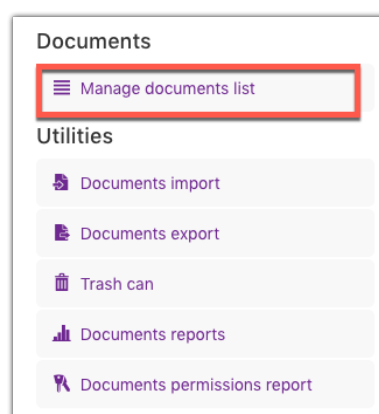 Documents
Manage documents list
Utilities
Documents import
Documents export
Trash can
Documents reports
Documents permissions report